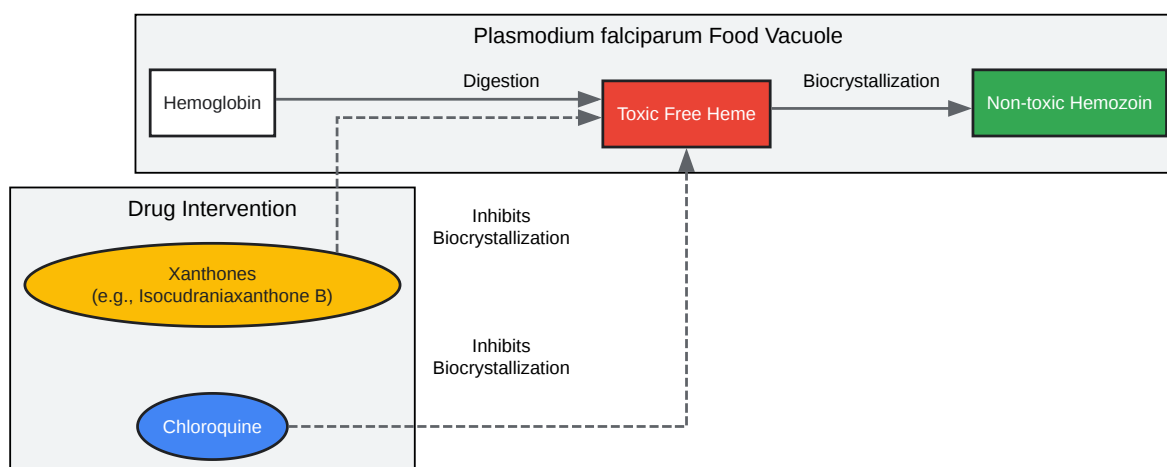 Plasmodium falciparum Food Vacuole
Digestion
Biocrystallization
Hemoglobin
Toxic Free Heme
Non-toxic Hemozoin
Drug Intervention
Inhibits
Biocrystallization
Xanthones
(e.g., Isocudraniaxanthone B)
Inhibits
Biocrystallization
Chloroquine